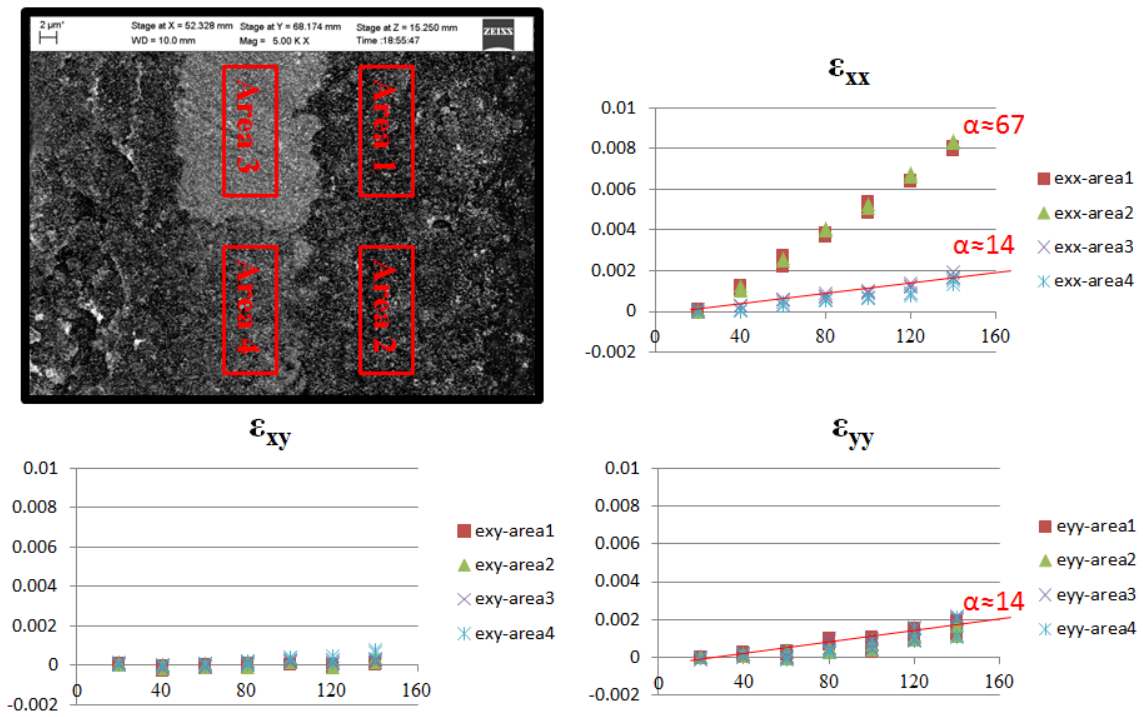 2 µm*
Stage at X = 52.328 mm Stage at Y = 68.174 mm Stage at Z = 15.250 mm
WD = 10.0 mm Mag = 5.00 K X Time :18:55:47
ZEISS
Area 3
Area 1
Area 4
Area 2
εxx
0.01
0.008
0.006
0.004
0.002
0
-0.002
0 40 80 120 160
α≈67
α≈14
exx-area1
exx-area2
exx-area3
exx-area4
εxy
0.01
0.008
0.006
0.004
0.002
0
-0.002
0 40 80 120 160
exy-area1
exy-area2
exy-area3
exy-area4
εyy
0.01
0.008
0.006
0.004
0.002
0
-0.002
0 40 80 120 160
α≈14
eyy-area1
eyy-area2
eyy-area3
eyy-area4